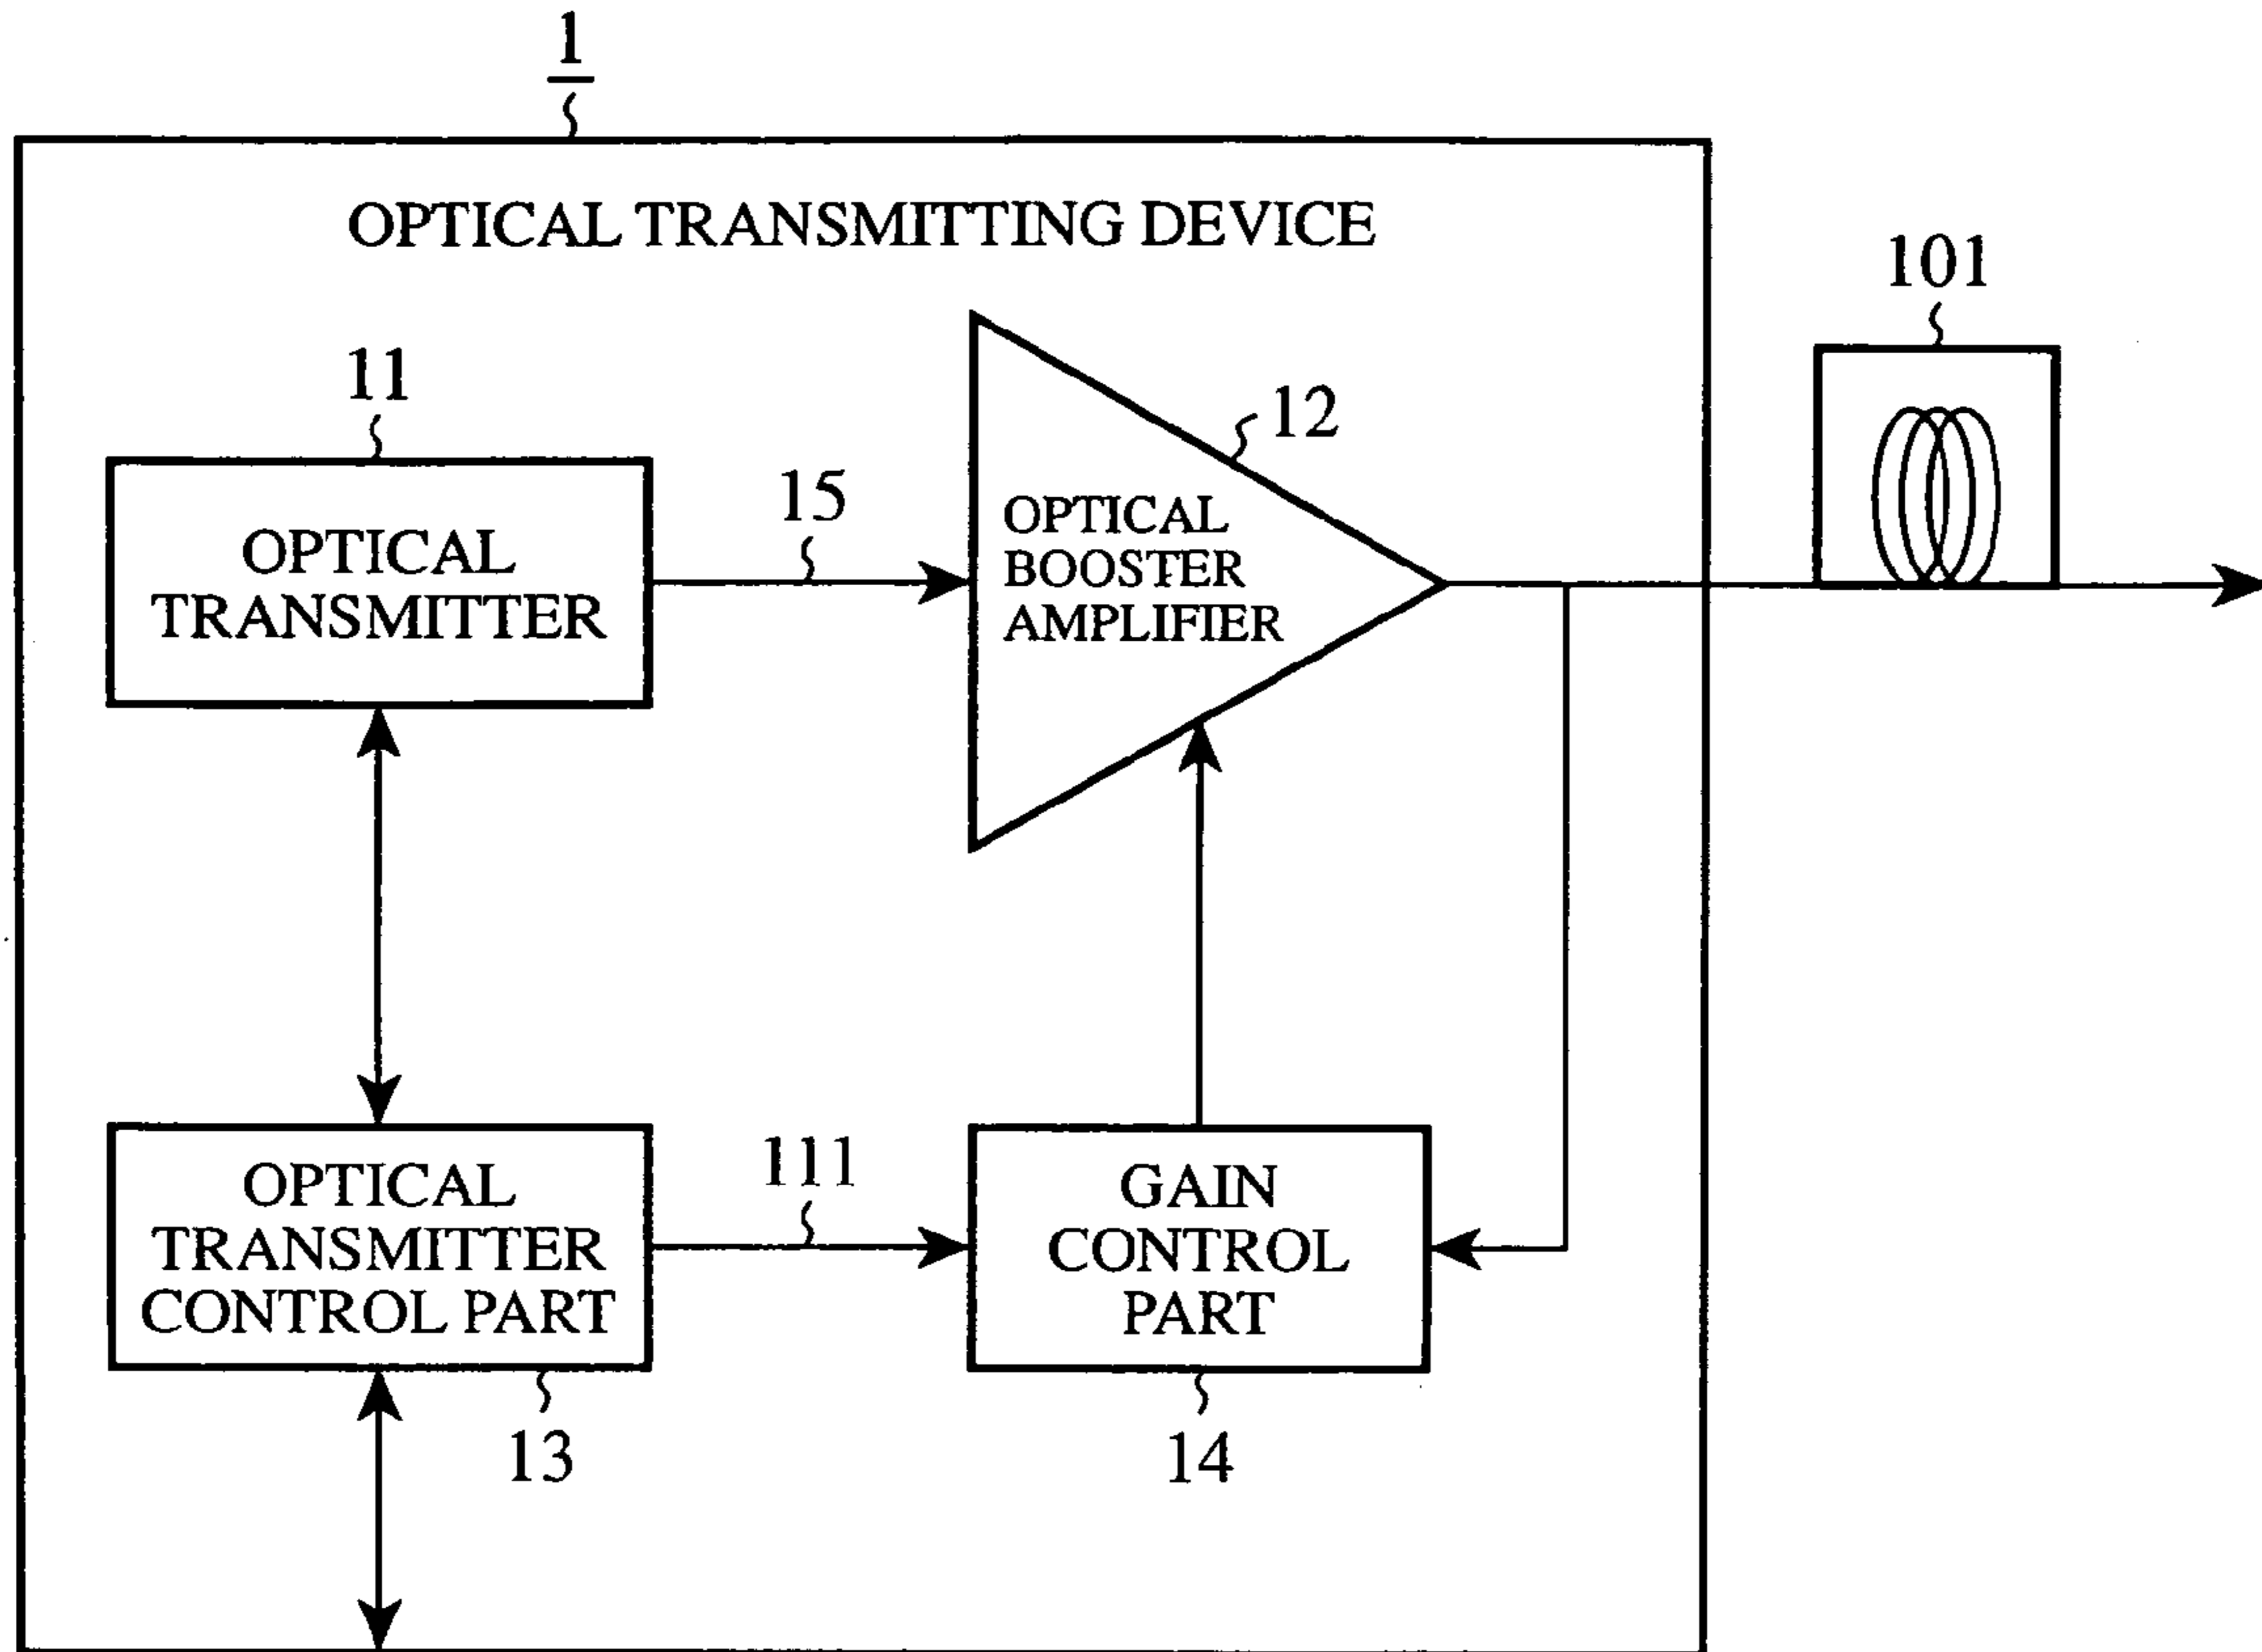 1
OPTICAL TRANSMITTING DEVICE
101
11
12
15
OPTICAL
TRANSMITTER
OPTICAL
BOOSTER
AMPLIFIER
111
OPTICAL
TRANSMITTER
CONTROL PART
GAIN
CONTROL
PART
13
14